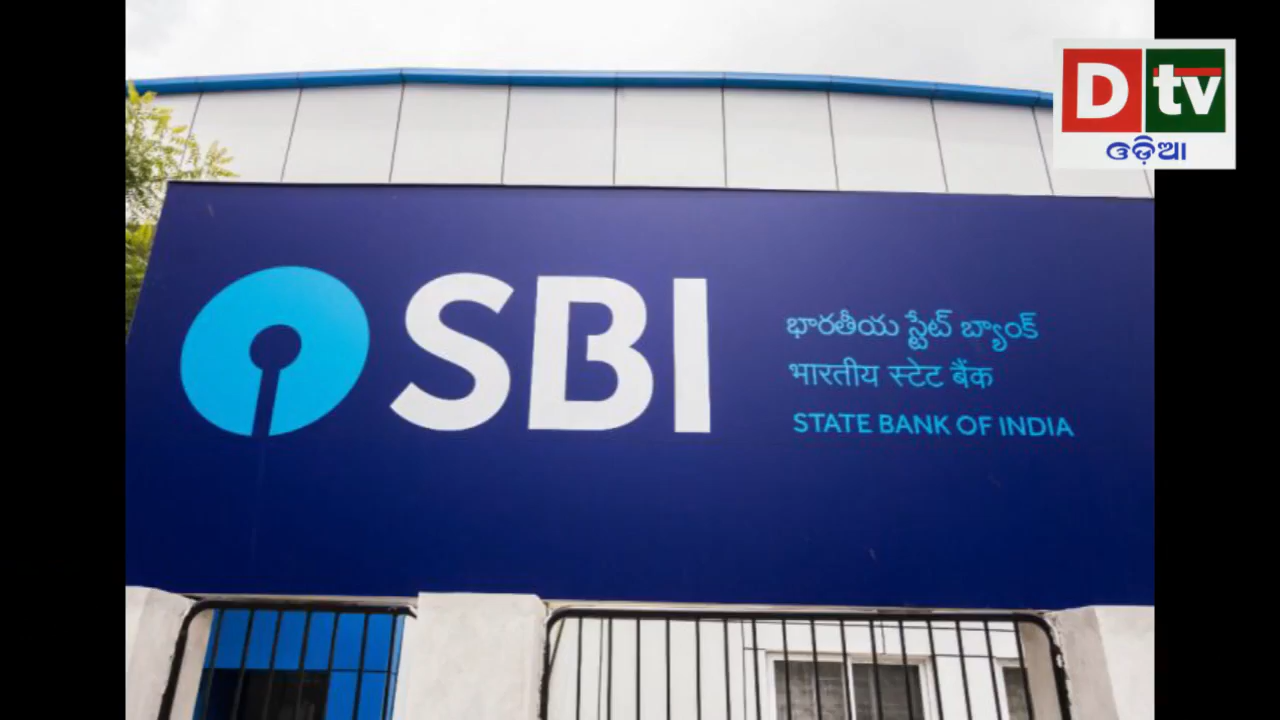 Dtv
ଓଡ଼ିଆ
SBI
భారతీయ స్టేట్ బ్యాంక్
भारतीय स्टेट बैंक
STATE BANK OF INDIA